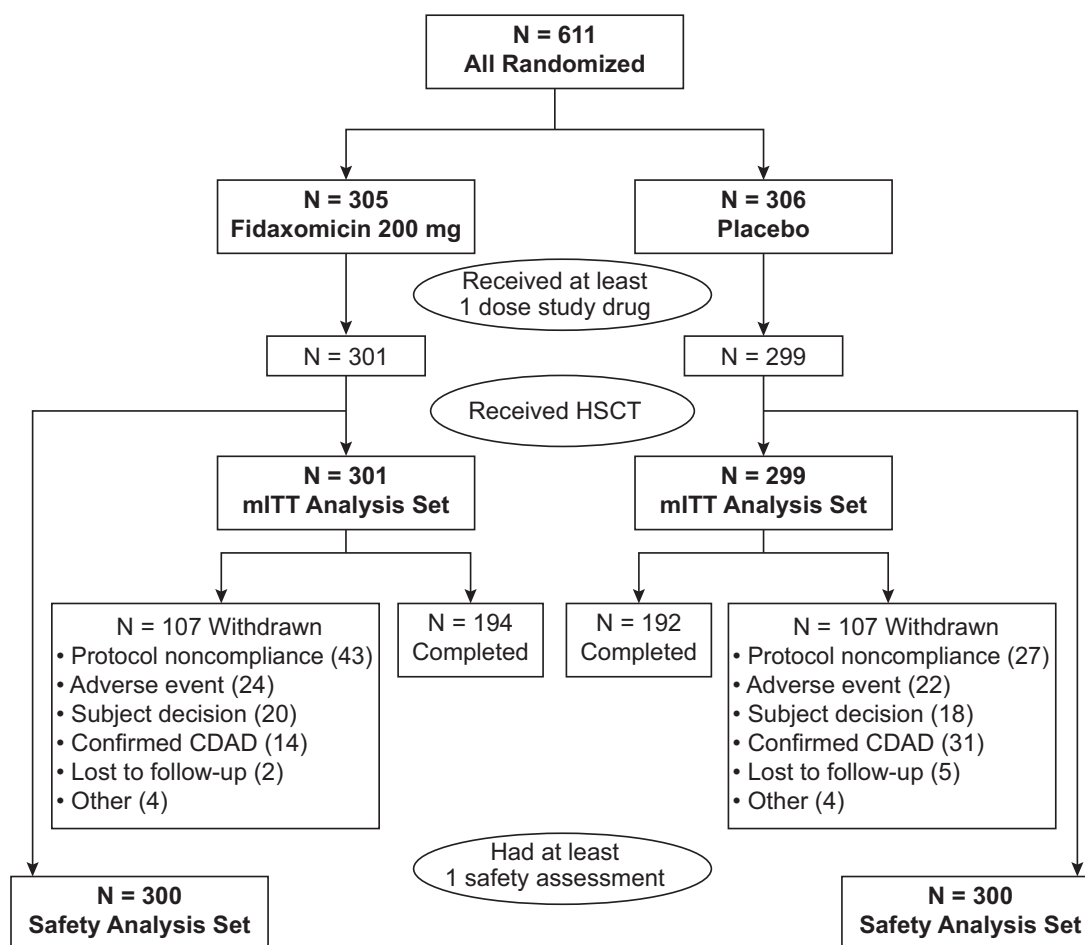 N = 611
All Randomized
N = 305
Fidaxomicin 200 mg
N = 306
Placebo
Received at least
1 dose study drug
N = 301
N = 299
Received HSCT
N = 301
mITT Analysis Set
N = 299
mITT Analysis Set
N = 107 Withdrawn
• Protocol noncompliance (43)
• Adverse event (24)
• Subject decision (20)
• Confirmed CDAD (14)
• Lost to follow-up (2)
• Other (4)
N = 194
Completed
N = 192
Completed
N = 107 Withdrawn
• Protocol noncompliance (27)
• Adverse event (22)
• Subject decision (18)
• Confirmed CDAD (31)
• Lost to follow-up (5)
• Other (4)
Had at least
1 safety assessment
N = 300
Safety Analysis Set
N = 300
Safety Analysis Set